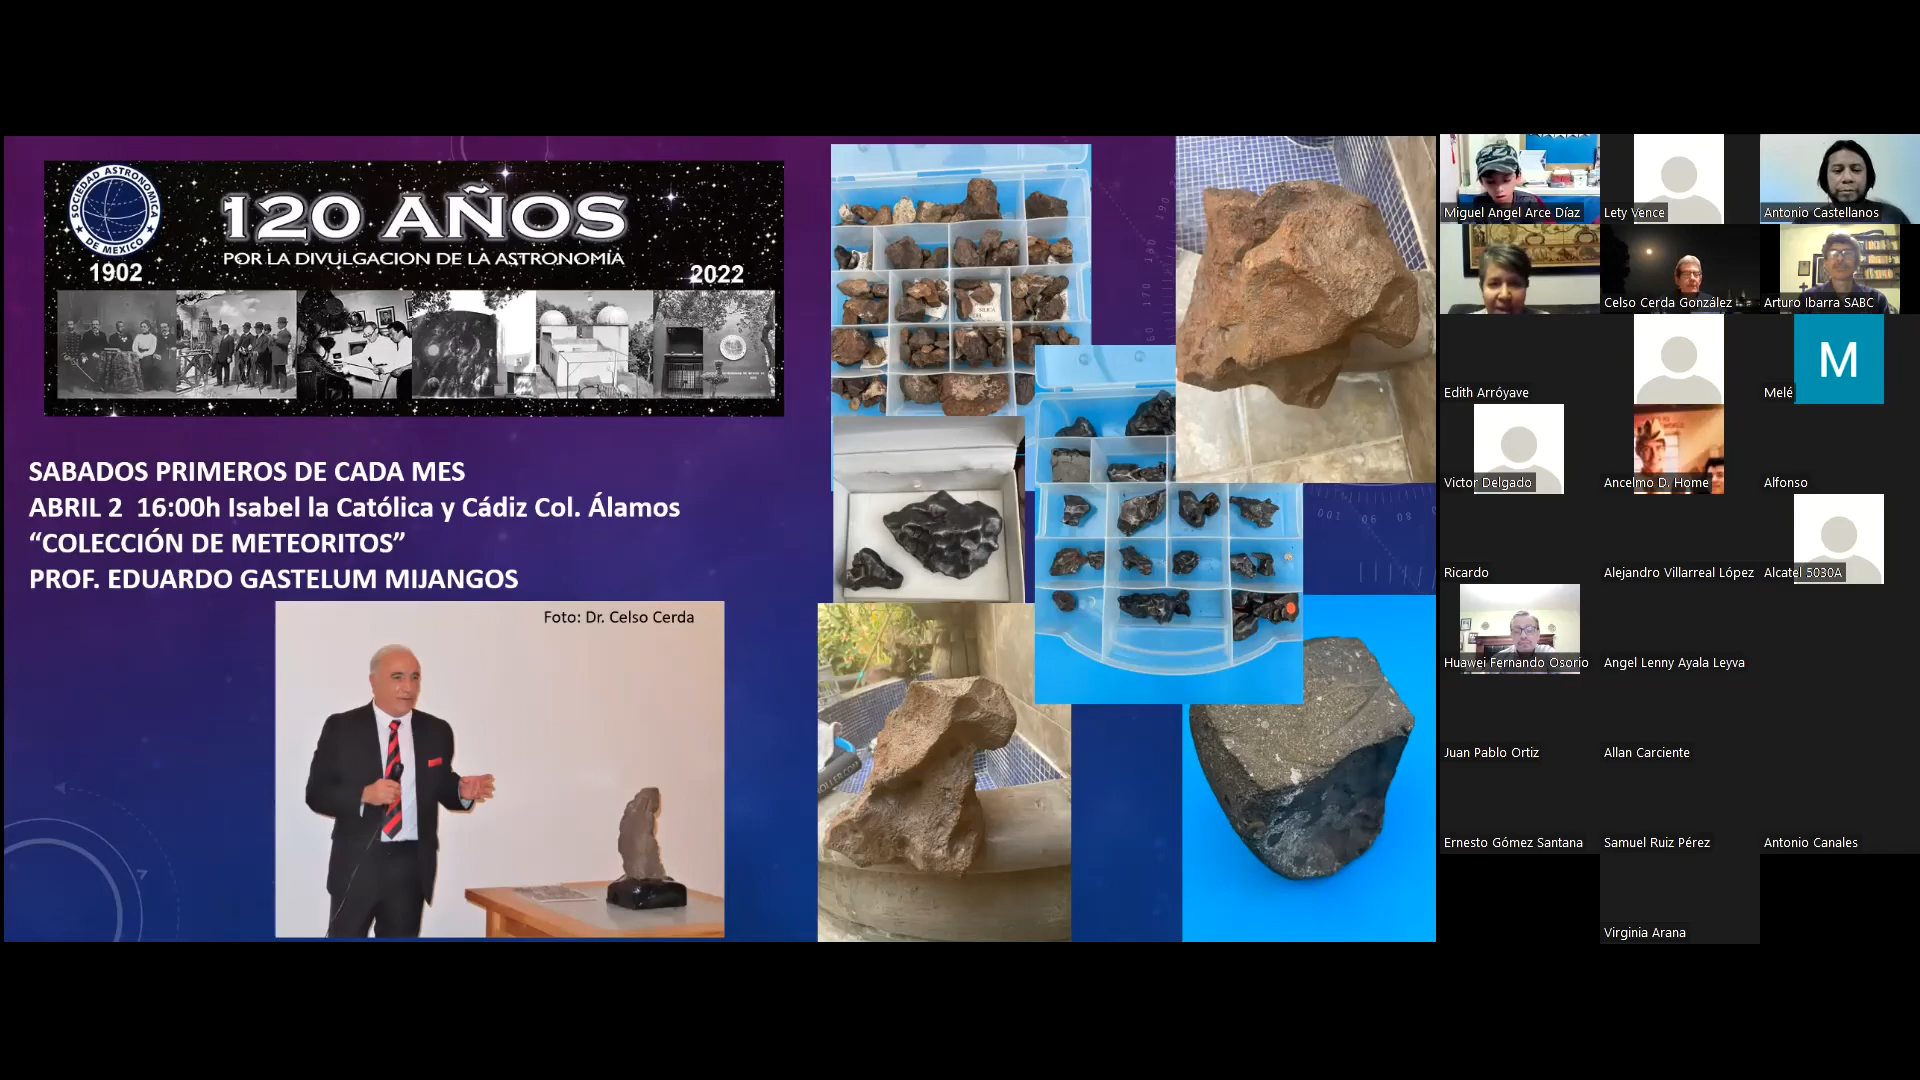 SOCIEDAD ASTRONOMICA
DE MEXICO
1902
120 AÑOS
POR LA DIVULGACION DE LA ASTRONOMÍA
2022
SABADOS PRIMEROS DE CADA MES
ABRIL 2 16:00h Isabel la Católica y Cádiz Col. Álamos
“COLECCIÓN DE METEORITOS”
PROF. EDUARDO GASTELUM MIJANGOS
Foto: Dr. Celso Cerda
Miguel Angel Arce Díaz
Lety Vence
Antonio Castellanos
Celso Cerda González
Arturo Ibarra SABC
Edith Arróyave
Melé
M
Victor Delgado
Ancelmo D. Home
Alfonso
Ricardo
Alejandro Villarreal López
Alcatel 5030A
Huawei Fernando Osorio
Angel Lenny Ayala Leyva
Juan Pablo Ortiz
Allan Carciente
Ernesto Gómez Santana
Samuel Ruiz Pérez
Antonio Canales
Virginia Arana